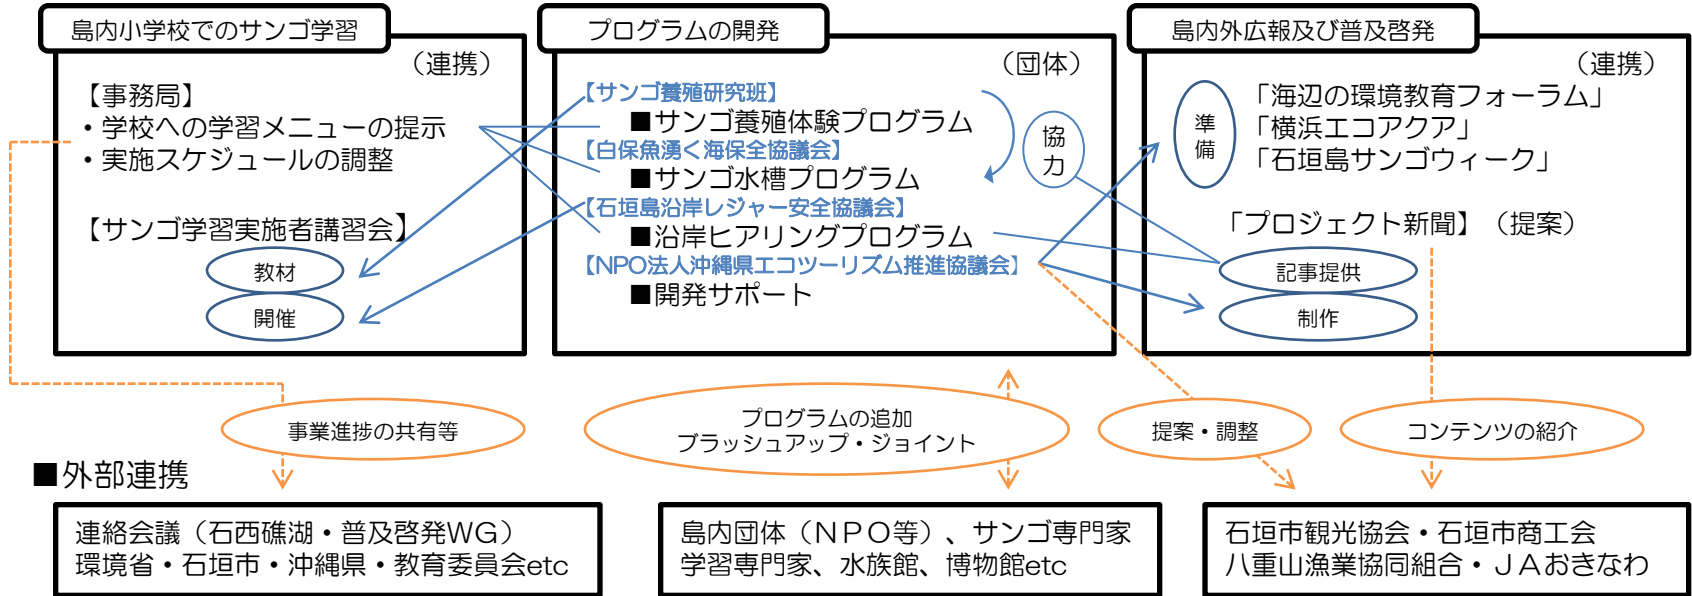 島内小学校でのサンゴ学習
（連携）
【事務局】
・学校への学習メニューの提示
・実施スケジュールの調整
【サンゴ学習実施者講習会】
教材
開催
プログラムの開発
（団体）
【サンゴ養殖研究班】
■サンゴ養殖体験プログラム
【白保魚湧く海保全協議会】
■サンゴ水槽プログラム
【石垣島沿岸レジャー安全協議会】
■沿岸ヒアリングプログラム
【NPO法人沖縄県エコツーリズム推進協議会】
■開発サポート
協
力
島内外広報及び普及啓発
（連携）
準
備
「海辺の環境教育フォーラム」
「横浜エコアクア」
「石垣島サンゴウィーク」
「プロジェクト新聞】（提案）
記事提供
制作
事業進捗の共有等
プログラムの追加
ブラッシュアップ・ジョイント
提案・調整
コンテンツの紹介
■外部連携
連絡会議（石西礁湖・普及啓発WG）
環境省・石垣市・沖縄県・教育委員会etc
島内団体（ＮＰＯ等）、サンゴ専門家
学習専門家、水族館、博物館etc
石垣市観光協会・石垣市商工会
八重山漁業協同組合・ＪＡおきなわ